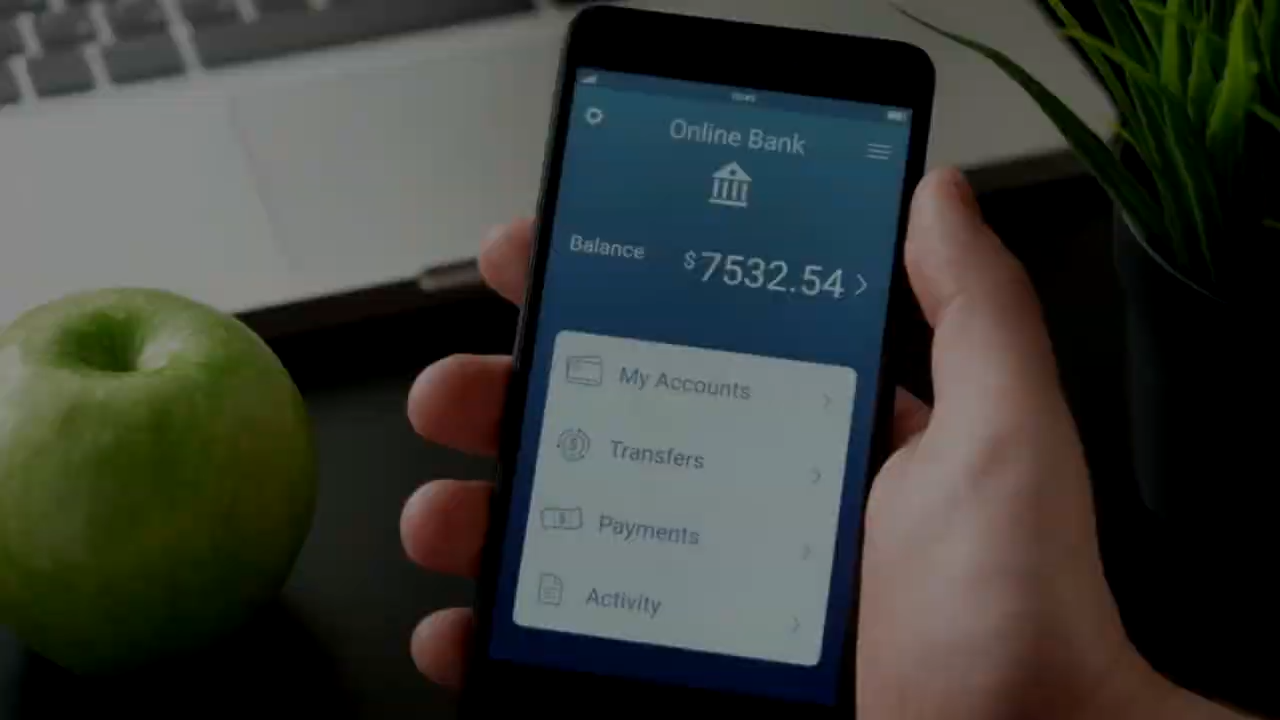 Online Bank
Balance $7532.54
My Accounts
Transfers
Payments
Activity